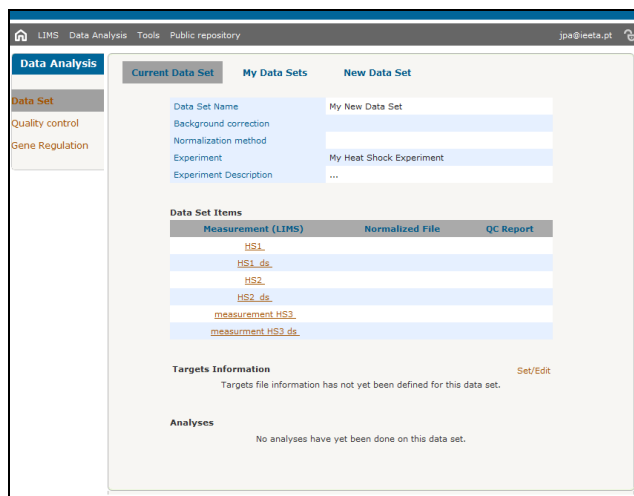 LIMS Data Analysis Tools Public repository jpa@ieeta.pt
Data Analysis
Current Data Set My Data Sets New Data Set
Data Set
Quality control
Gene Regulation
Data Set Name My New Data Set
Background correction
Normalization method
Experiment My Heat Shock Experiment
Experiment Description ...
Data Set Items
Measurement (LIMS) Normalized File QC Report
HS1
HS1 ds
HS2
HS2 ds
measurement HS3
measurment HS3 ds
Targets Information Set/Edit
Targets file information has not yet been defined for this data set.
Analyses
No analyses have yet been done on this data set.